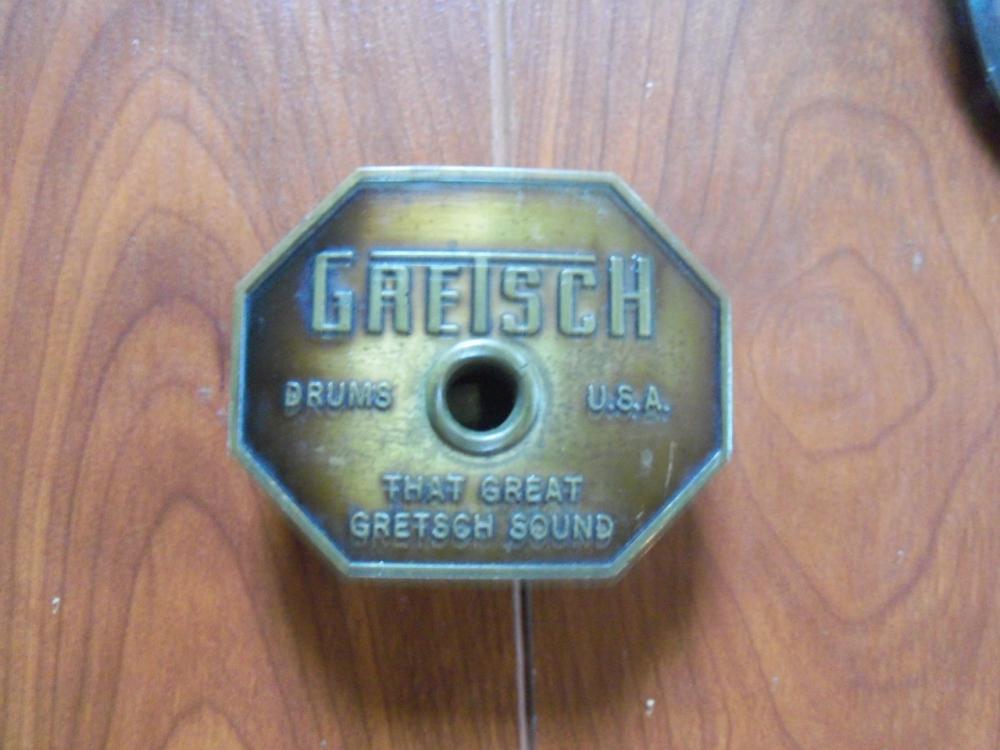 GRETSCH
DRUMS U.S.A.
THAT GREAT
GRETSCH SOUND